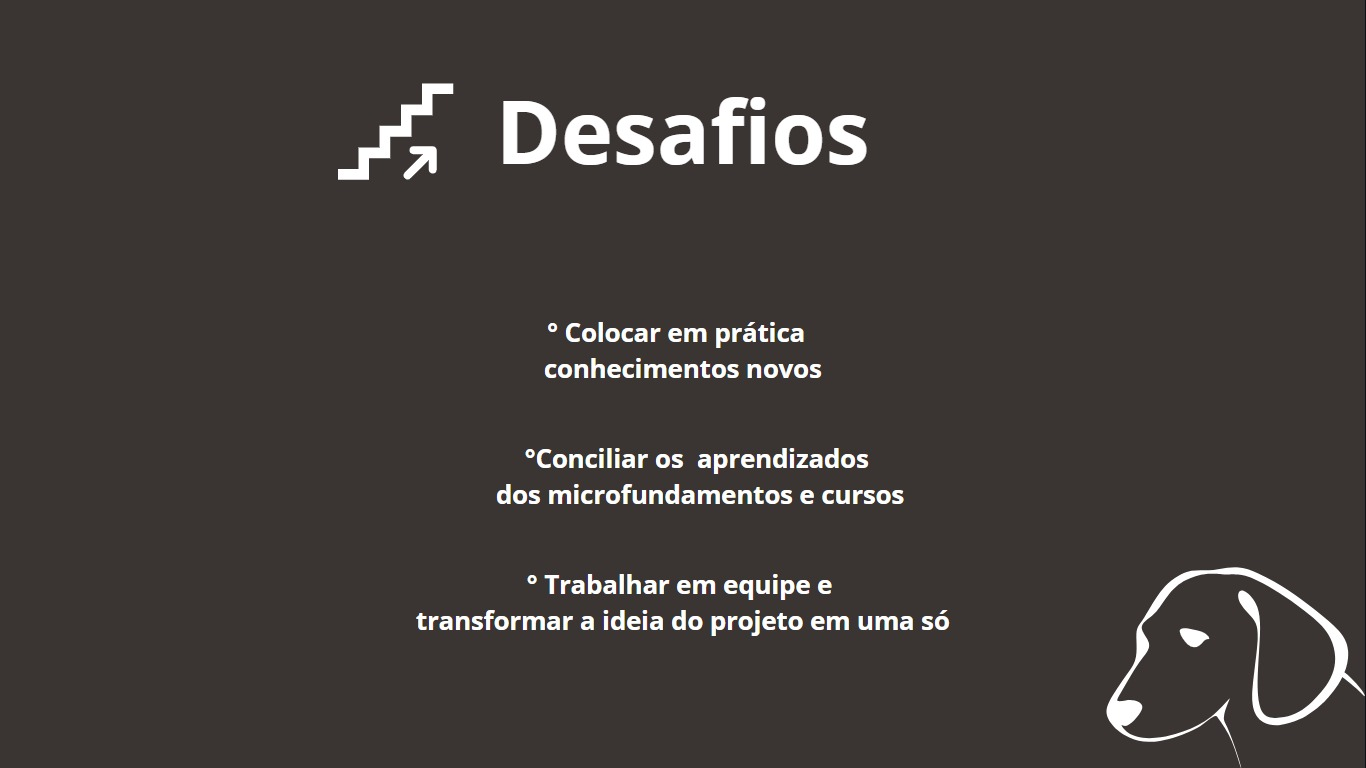 Desafios
° Colocar em prática
conhecimentos novos
°Conciliar os  aprendizados
dos microfundamentos e cursos
° Trabalhar em equipe e
transformar a ideia do projeto em uma só